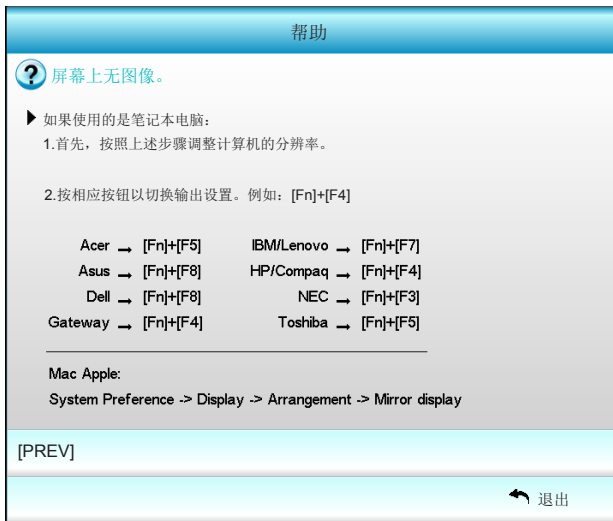 帮助
? 屏幕上无图像。
如果使用的是笔记本电脑：
1.首先，按照上述步骤调整计算机的分辨率。
2.按相应按钮以切换输出设置。例如：[Fn]+[F4]
Acer → [Fn]+[F5] IBM/Lenovo → [Fn]+[F7]
Asus → [Fn]+[F8] HP/Compaq → [Fn]+[F4]
Dell → [Fn]+[F8] NEC → [Fn]+[F3]
Gateway → [Fn]+[F4] Toshiba → [Fn]+[F5]
Mac Apple:
System Preference -> Display -> Arrangement -> Mirror display
[PREV]
退出